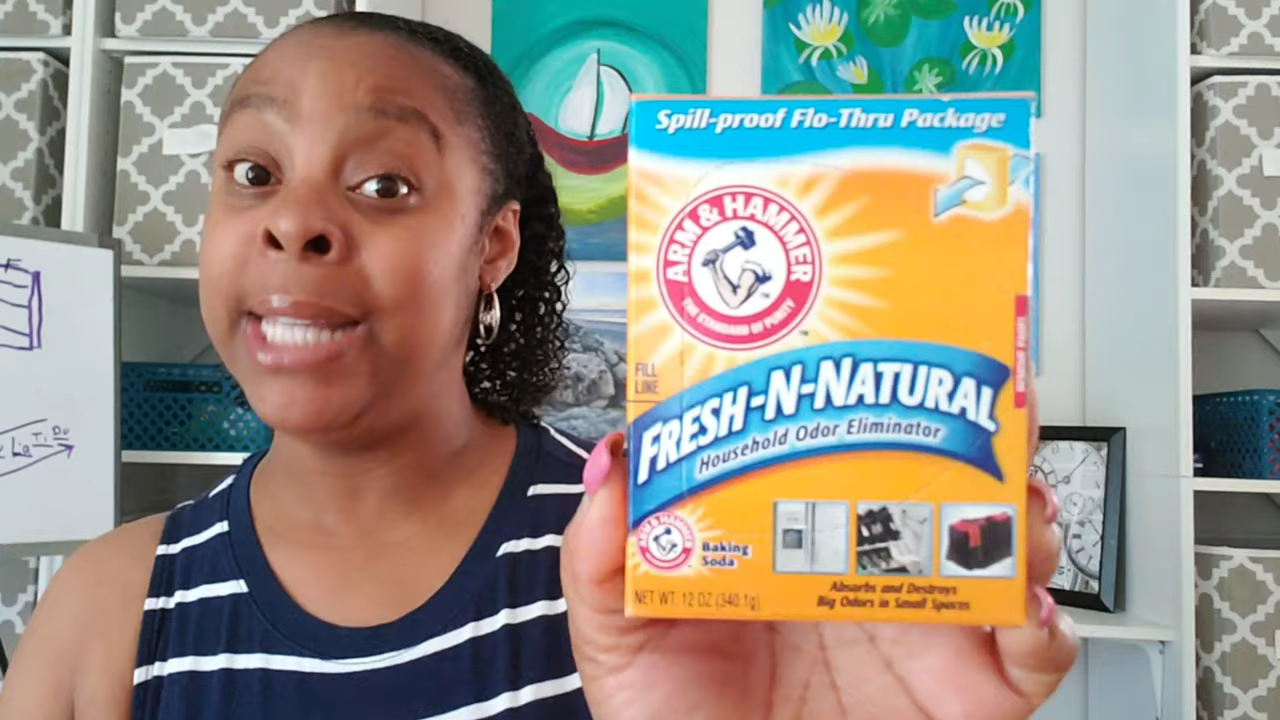 Spill-proof Flo-Thru Package
ARM & HAMMER
THE STANDARD OF PURITY
™
FILL
LINE
FRESH-N-NATURAL
Household Odor Eliminator
ARM & HAMMER
Baking
Soda
NET WT. 12 OZ (340.1g)
Absorbs and Destroys
Big Odors in Small Spaces